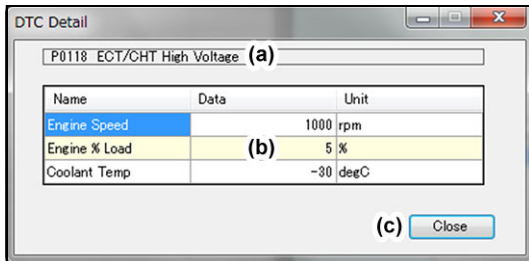 DTC Detail
P0118 ECT/CHT High Voltage (a)
Name Data Unit
Engine Speed 1000 rpm
Engine % Load (b) 5 %
Coolant Temp -30 degC
(c) Close